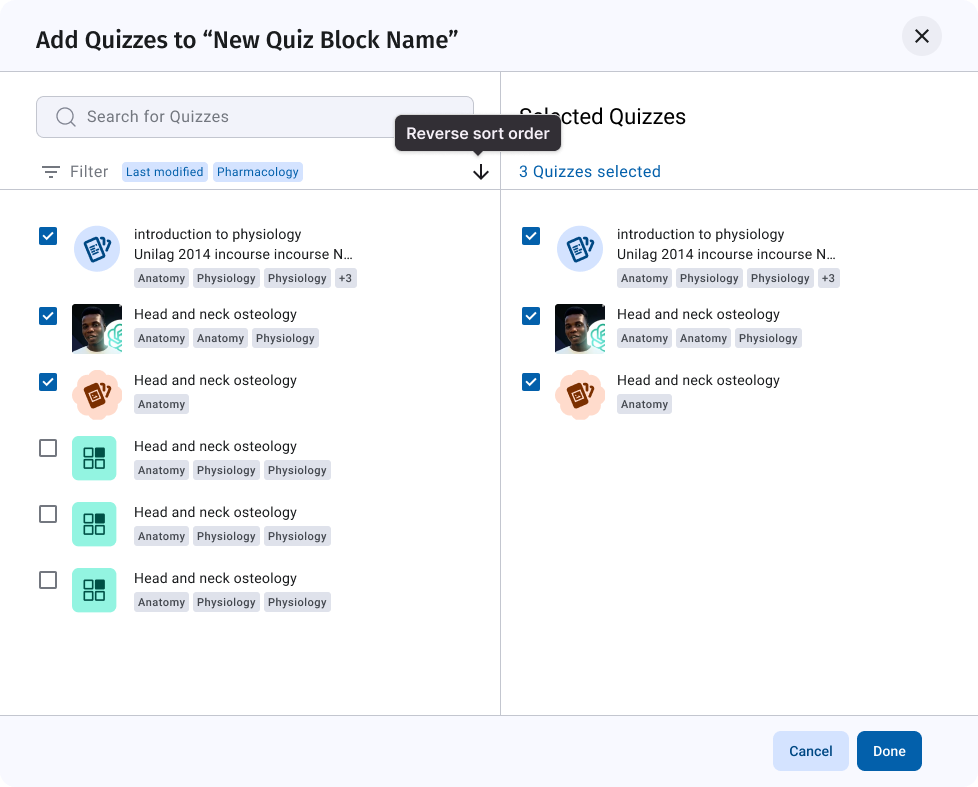 Add Quizzes to “New Quiz Block Name”
Search for Quizzes
Reverse sort order
Filter Last modified Pharmacology
introduction to physiology
Unilag 2014 incourse incourse N...
Anatomy Physiology Physiology +3
Head and neck osteology
Anatomy Anatomy Physiology
Head and neck osteology
Anatomy
Head and neck osteology
Anatomy Physiology Physiology
Head and neck osteology
Anatomy Physiology Physiology
Head and neck osteology
Anatomy Physiology Physiology
Selected Quizzes
3 Quizzes selected
introduction to physiology
Unilag 2014 incourse incourse N...
Anatomy Physiology Physiology +3
Head and neck osteology
Anatomy Anatomy Physiology
Head and neck osteology
Anatomy
Cancel Done